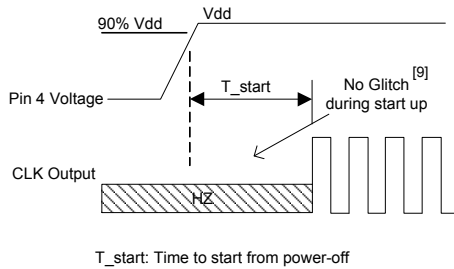 Vdd
90% Vdd
T_start
No Glitch [9]
during start up
Pin 4 Voltage
CLK Output
HZ
T_start: Time to start from power-off